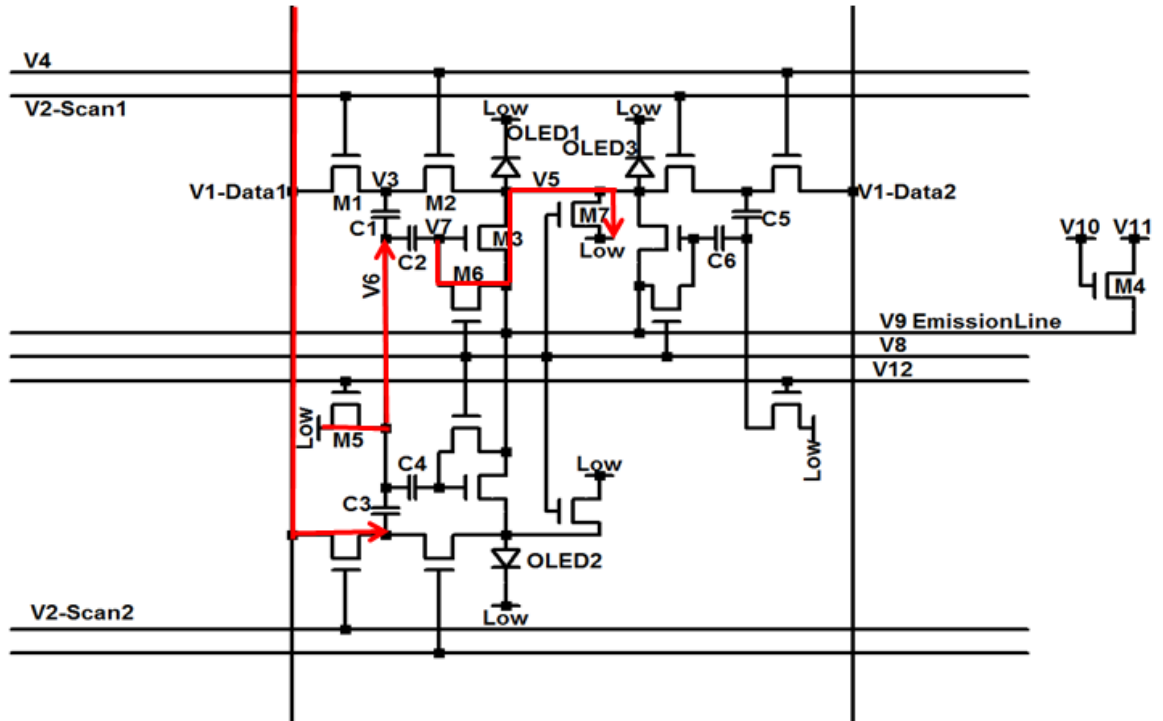 V4
V2-Scan1
Low
OLED1
Low
OLED3
V1-Data1
M1
V3
M2
V5
M7
V1-Data2
C1
V7
C2
M3
Low
C5
C6
V10
V11
M4
V6
M6
V9 EmissionLine
V8
V12
Low
M5
C4
Low
Low
C3
OLED2
Low
V2-Scan2